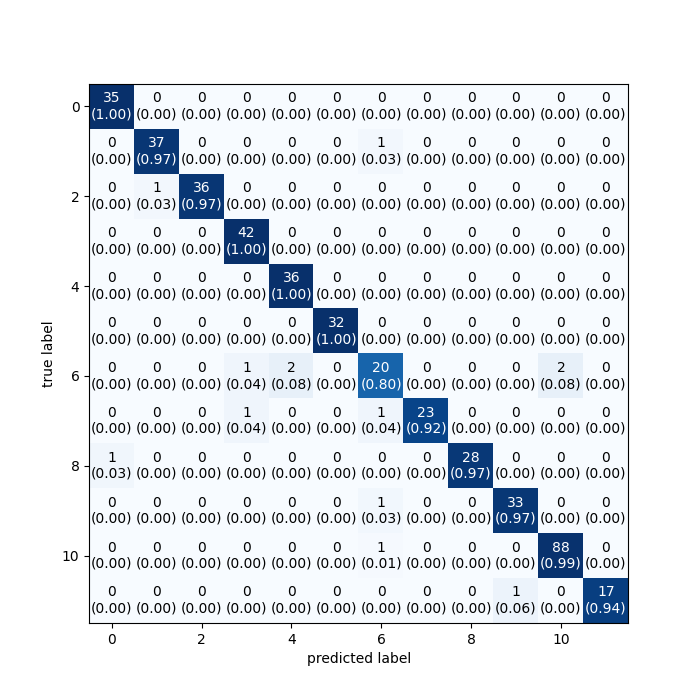 35 0 0 0 0 0 0 0 0 0 0 0
0 (1.00) (0.00) (0.00) (0.00) (0.00) (0.00) (0.00) (0.00) (0.00) (0.00) (0.00) (0.00)
0 37 0 0 0 0 1 0 0 0 0 0
(0.00) (0.97) (0.00) (0.00) (0.00) (0.00) (0.03) (0.00) (0.00) (0.00) (0.00) (0.00)
0 1 36 0 0 0 0 0 0 0 0 0
2 (0.00) (0.03) (0.97) (0.00) (0.00) (0.00) (0.00) (0.00) (0.00) (0.00) (0.00) (0.00)
0 0 0 42 0 0 0 0 0 0 0 0
(0.00) (0.00) (0.00) (1.00) (0.00) (0.00) (0.00) (0.00) (0.00) (0.00) (0.00) (0.00)
0 0 0 0 36 0 0 0 0 0 0 0
4 (0.00) (0.00) (0.00) (0.00) (1.00) (0.00) (0.00) (0.00) (0.00) (0.00) (0.00) (0.00)
0 0 0 0 0 32 0 0 0 0 0 0
(0.00) (0.00) (0.00) (0.00) (0.00) (1.00) (0.00) (0.00) (0.00) (0.00) (0.00) (0.00)
true label
0 0 0 1 2 0 20 0 0 0 2 0
6 (0.00) (0.00) (0.00) (0.04) (0.08) (0.00) (0.80) (0.00) (0.00) (0.00) (0.08) (0.00)
0 0 0 1 0 0 1 23 0 0 0 0
(0.00) (0.00) (0.00) (0.04) (0.00) (0.00) (0.04) (0.92) (0.00) (0.00) (0.00) (0.00)
1 0 0 0 0 0 0 0 28 0 0 0
8 (0.03) (0.00) (0.00) (0.00) (0.00) (0.00) (0.00) (0.00) (0.97) (0.00) (0.00) (0.00)
0 0 0 0 0 0 1 0 0 33 0 0
(0.00) (0.00) (0.00) (0.00) (0.00) (0.00) (0.03) (0.00) (0.00) (0.97) (0.00) (0.00)
0 0 0 0 0 0 1 0 0 0 88 0
10 (0.00) (0.00) (0.00) (0.00) (0.00) (0.00) (0.01) (0.00) (0.00) (0.00) (0.99) (0.00)
0 0 0 0 0 0 0 0 0 1 0 17
(0.00) (0.00) (0.00) (0.00) (0.00) (0.00) (0.00) (0.00) (0.00) (0.06) (0.00) (0.94)
0 2 4 6 8 10
predicted label